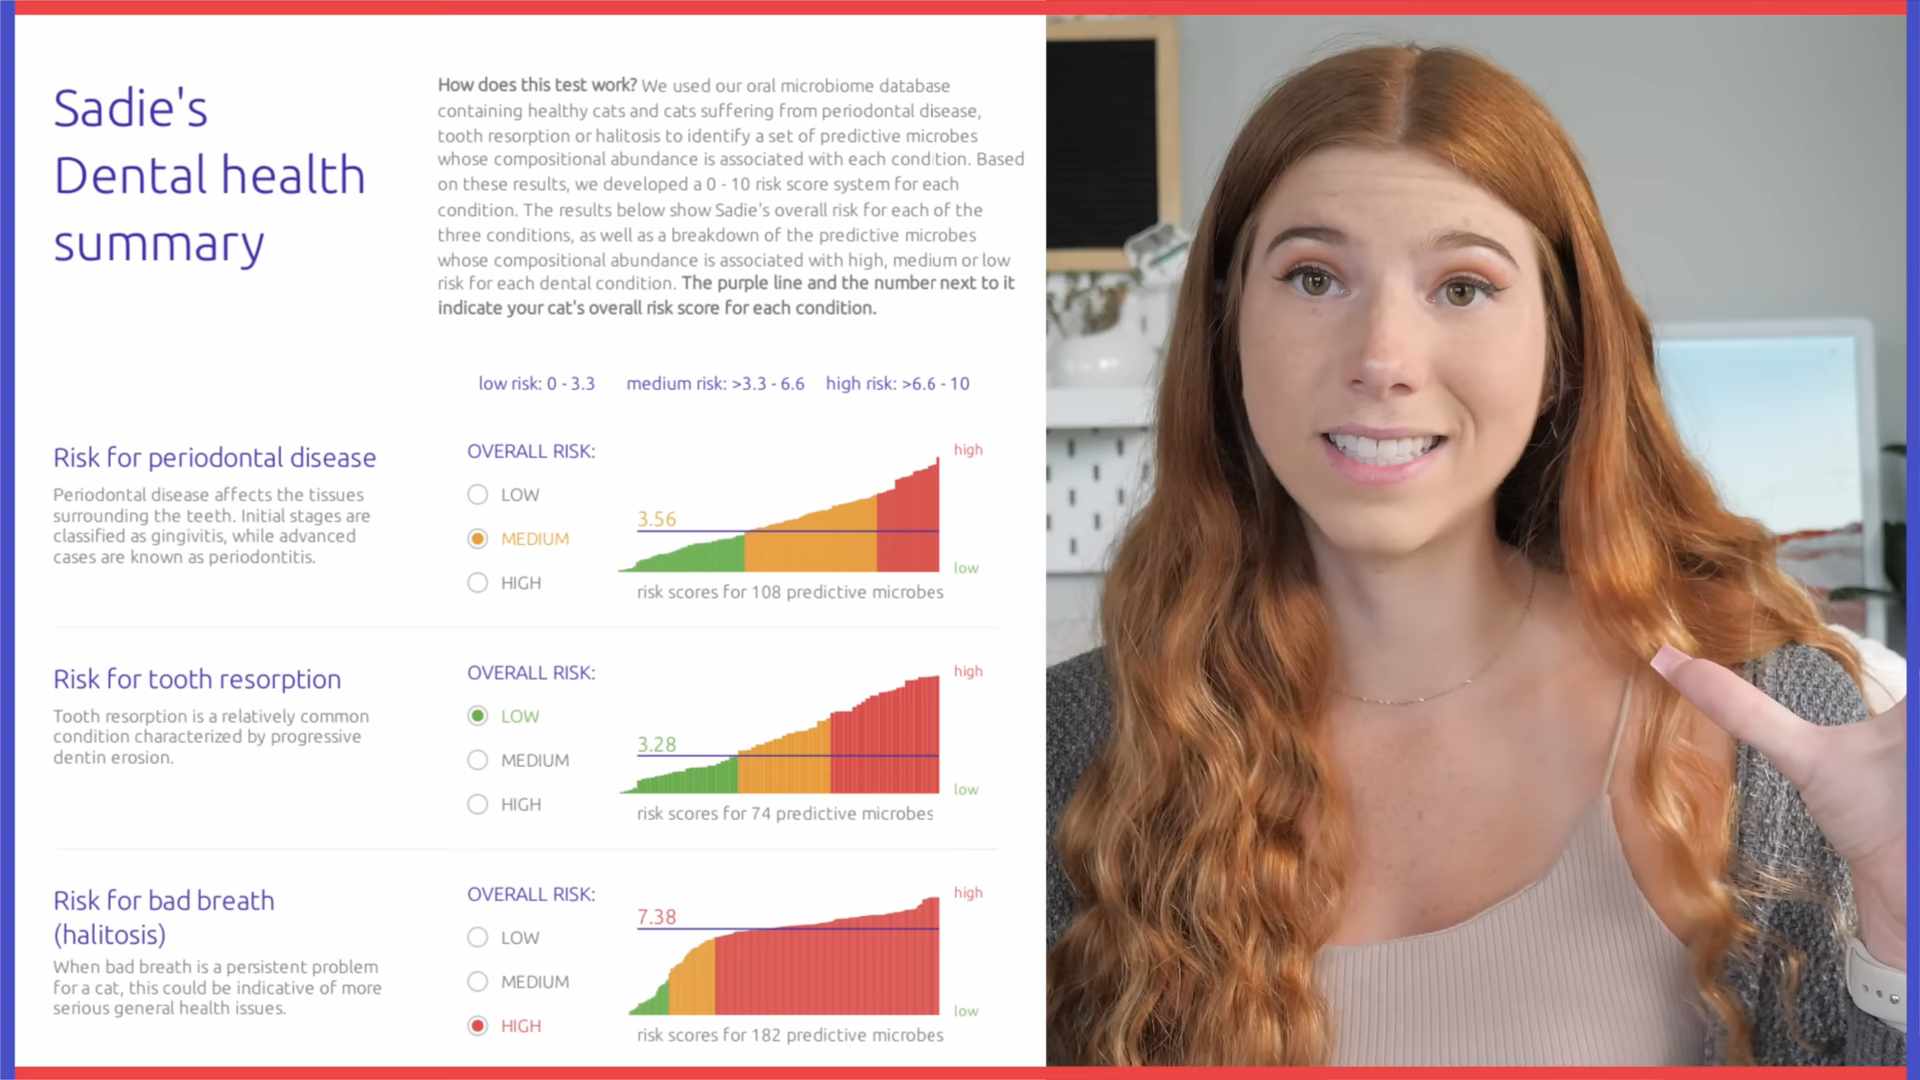 Sadie's
Dental health
summary
How does this test work? We used our oral microbiome database
containing healthy cats and cats suffering from periodontal disease,
tooth resorption or halitosis to identify a set of predictive microbes
whose compositional abundance is associated with each condition. Based
on these results, we developed a 0 - 10 risk score system for each
condition. The results below show Sadie's overall risk for each of the
three conditions, as well as a breakdown of the predictive microbes
whose compositional abundance is associated with high, medium or low
risk for each dental condition. The purple line and the number next to it
indicate your cat's overall risk score for each condition.
low risk: 0 - 3.3 medium risk: >3.3 - 6.6 high risk: >6.6 - 10
Risk for periodontal disease
Periodontal disease affects the tissues
surrounding the teeth. Initial stages are
classified as gingivitis, while advanced
cases are known as periodontitis.
OVERALL RISK:
LOW
MEDIUM
HIGH
3.56
high
low
risk scores for 108 predictive microbes
Risk for tooth resorption
Tooth resorption is a relatively common
condition characterized by progressive
dentin erosion.
OVERALL RISK:
LOW
MEDIUM
HIGH
3.28
high
low
risk scores for 74 predictive microbes
Risk for bad breath
(halitosis)
When bad breath is a persistent problem
for a cat, this could be indicative of more
serious general health issues.
OVERALL RISK:
LOW
MEDIUM
HIGH
7.38
high
low
risk scores for 182 predictive microbes